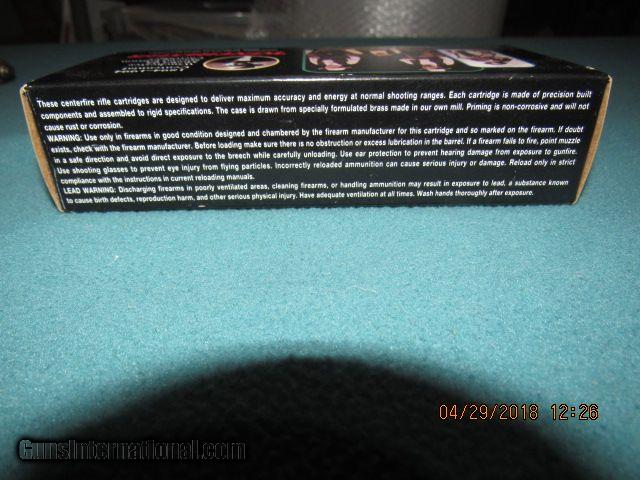 These centerfire rifle cartridges are designed to deliver maximum accuracy and energy at normal shooting ranges. Each cartridge is made of precision built
components and assembled to rigid specifications. The case is drawn from specially formulated brass made in our own mill. Priming is non-corrosive and will not
cause rust or corrosion.
WARNING: Use only in firearms in good condition designed and chambered by the firearm manufacturer for this cartridge and so marked on the firearm. If doubt
exists, check with the firearm manufacturer. Before loading make sure there is no obstruction or excess lubrication in the barrel. If a firearm fails to fire, point muzzle
in a safe direction and avoid direct exposure to the breech while carefully unloading. Use ear protection to prevent hearing damage from exposure to gunfire.
Use shooting glasses to prevent eye injury from flying particles. Incorrectly reloaded ammunition can cause serious injury or damage. Reload only in strict
compliance with the instructions in current reloading manuals.
LEAD WARNING: Discharging firearms in poorly ventilated areas, cleaning firearms, or handling ammunition may result in exposure to lead, a substance known
to cause birth defects, reproduction harm, and other serious physical injury. Have adequate ventilation at all times. Wash hands thoroughly after exposure.
04/29/2018 12:26
GunsInternational.com